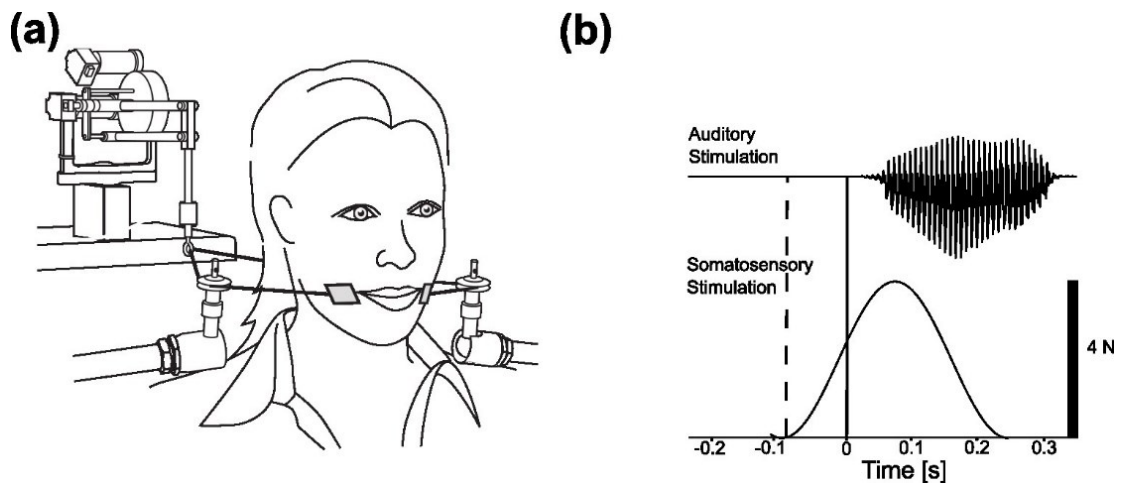 (a)
(b)
Auditory
Stimulation
Somatosensory
Stimulation
4 N
-0.2 -0.1 0 0.1 0.2 0.3
Time [s]